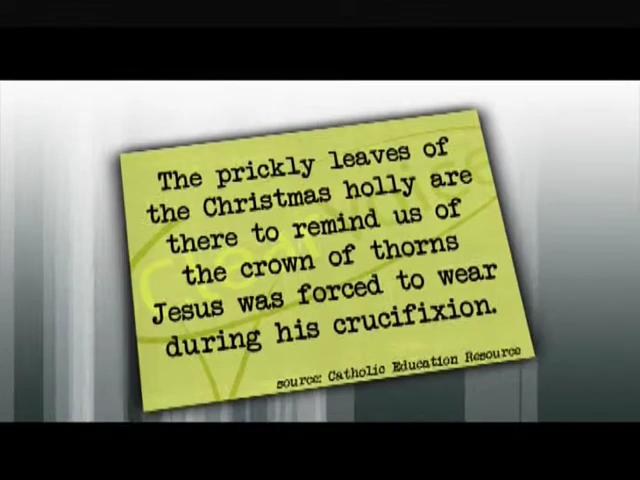 The prickly leaves of
the Christmas holly are
there to remind us of
the crown of thorns
Jesus was forced to wear
during his crucifixion.
source: Catholic Education Resource